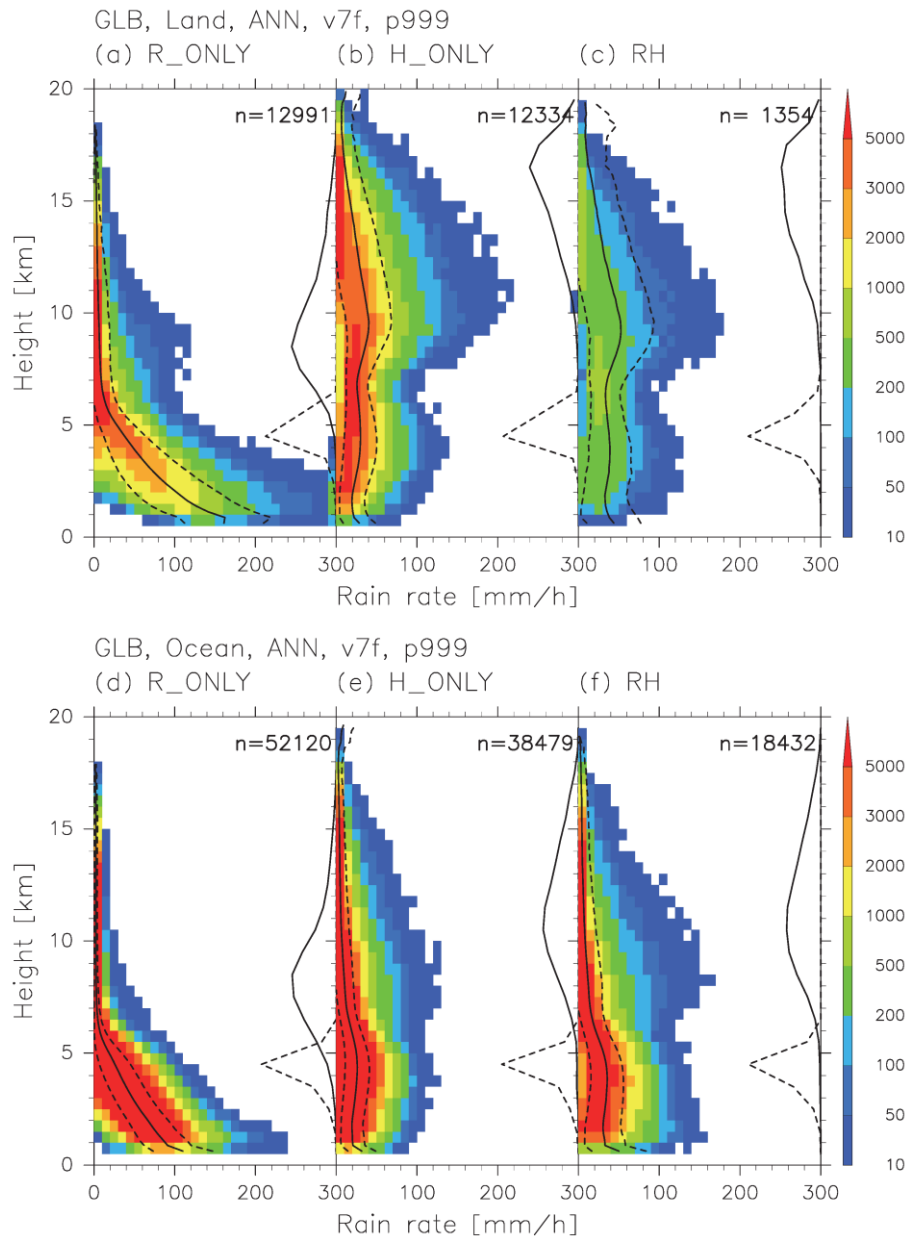 GLB, Land, ANN, v7f, p999
(a) R_ONLY (b) H_ONLY (c) RH
n=12991 n=12334 n= 1354
20
15
10
5
0
Height [km]
5000
3000
2000
1000
500
200
100
50
10
0 100 200 300 100 200 300 100 200 300
Rain rate [mm/h]
GLB, Ocean, ANN, v7f, p999
(d) R_ONLY (e) H_ONLY (f) RH
n=52120 n=38479 n=18432
20
15
10
5
0
Height [km]
5000
3000
2000
1000
500
200
100
50
10
0 100 200 300 100 200 300 100 200 300
Rain rate [mm/h]